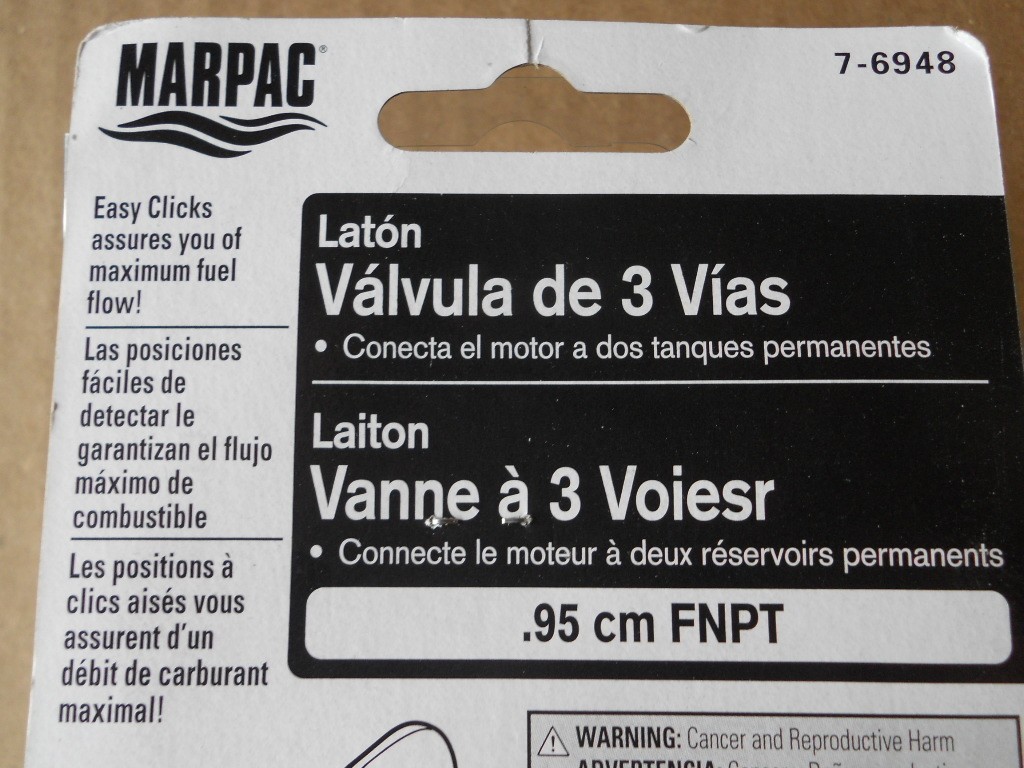 MARPAC®
7-6948
Easy Clicks
assures you of
maximum fuel
flow!
Las posiciones
fáciles de
detectar le
garantizan el flujo
máximo de
combustible
Les positions à
clics aisés vous
assurent d'un
débit de carburant
maximal!
Latón
Válvula de 3 Vías
• Conecta el motor a dos tanques permanentes
Laiton
Vanne à 3 Voiesr
• Connecte le moteur à deux réservoirs permanents
.95 cm FNPT
WARNING: Cancer and Reproductive Harm
ADVERTENCIA: